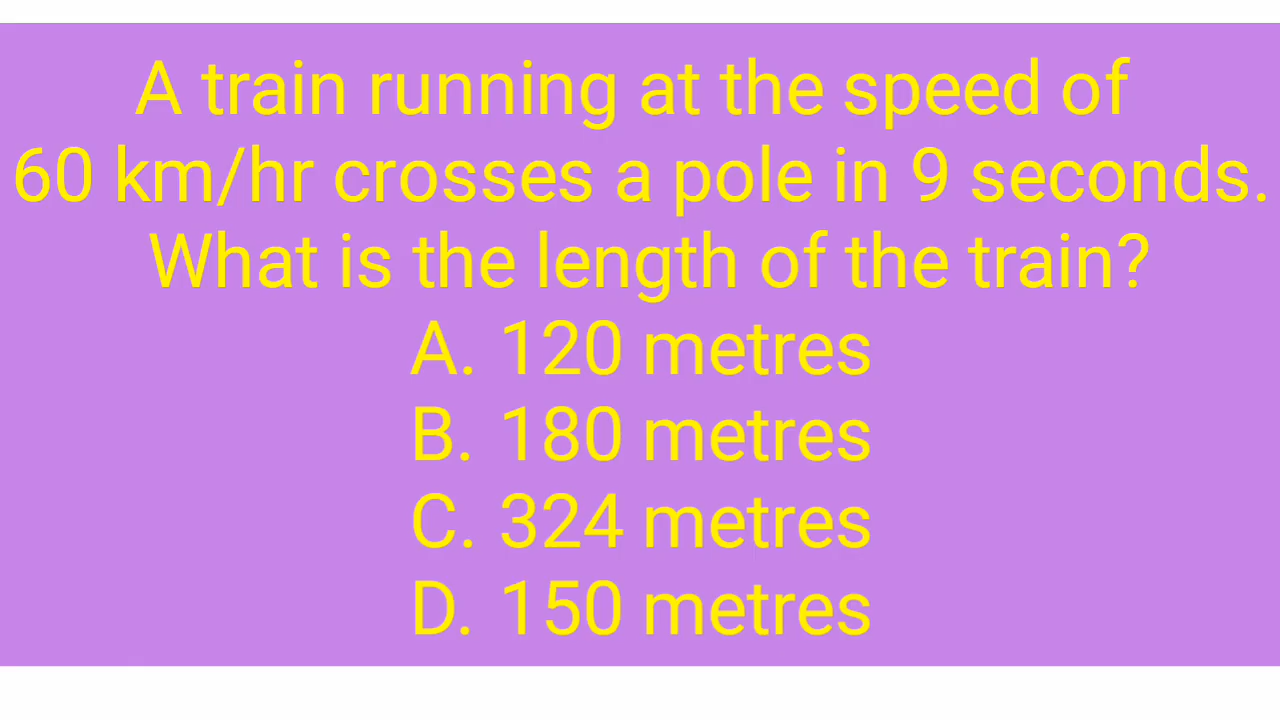 A train running at the speed of
60 km/hr crosses a pole in 9 seconds.
What is the length of the train?
A. 120 metres
B. 180 metres
C. 324 metres
D. 150 metres